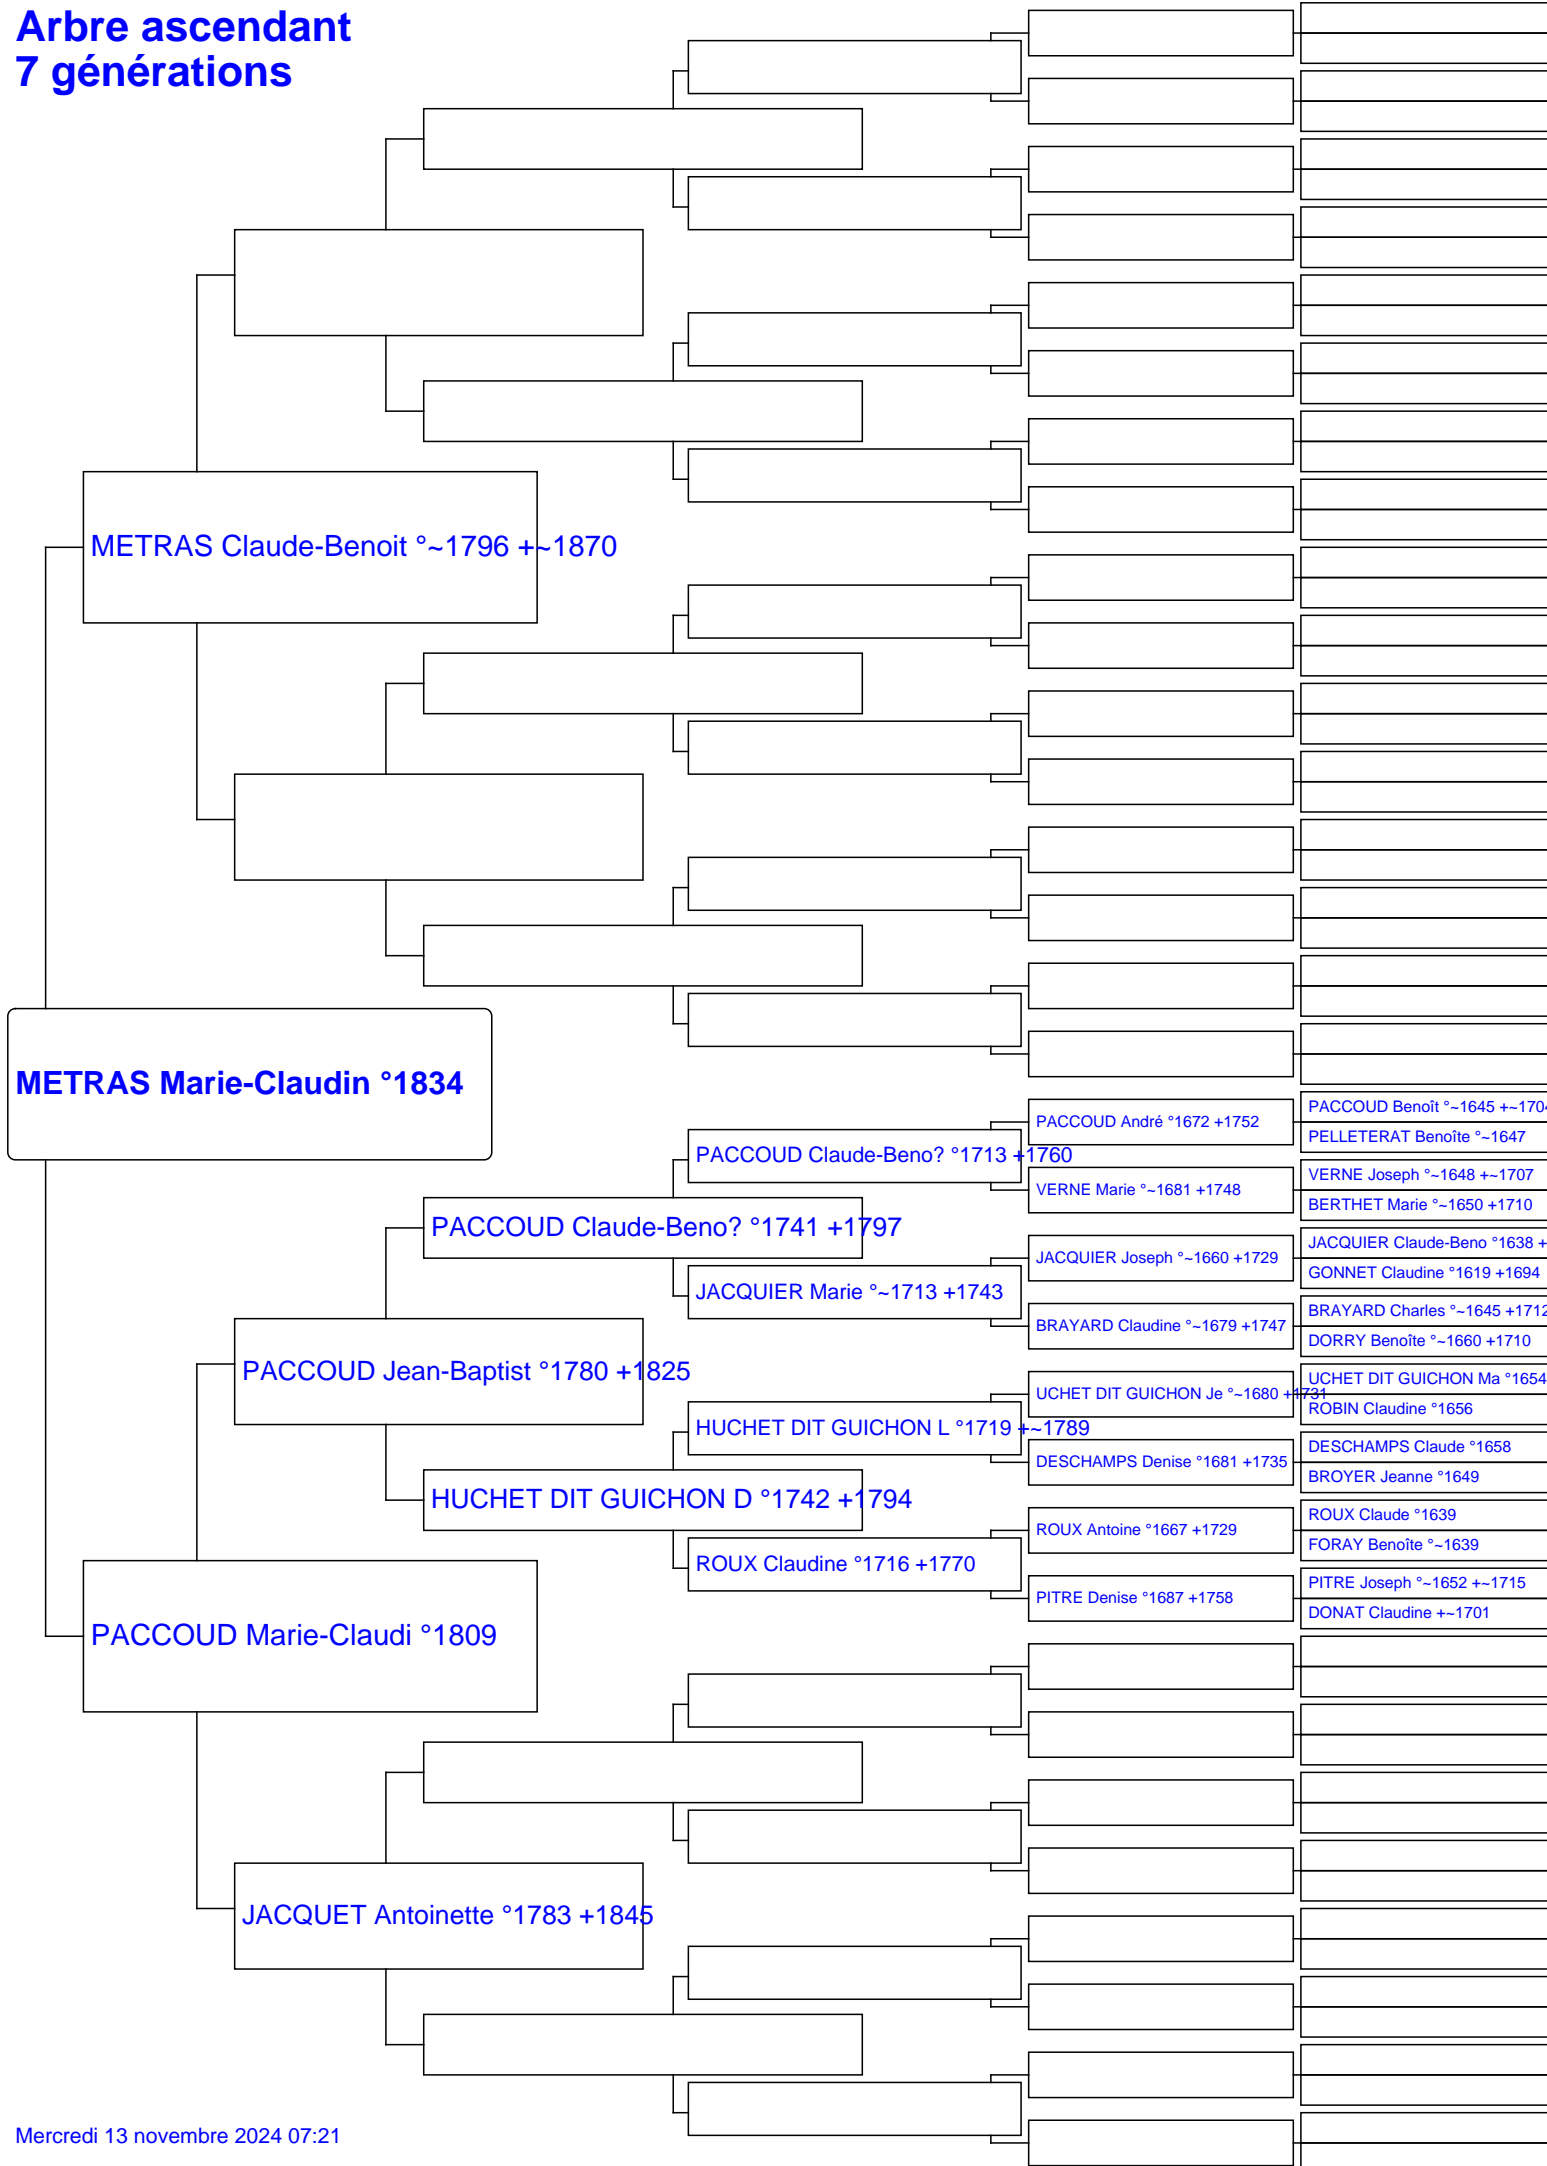 Arbre ascendant
7 générations
METRAS Claude-Benoit °~1796 +~1870
METRAS Marie-Claudin °1834
PACCOUD Benoît °~1645 +~1704
PACCOUD André °1672 +1752
PELLETERAT Benoîte °~1647
PACCOUD Claude-Beno? °1713 +1760
VERNE Joseph °~1648 +~1707
VERNE Marie °~1681 +1748
BERTHET Marie °~1650 +1710
PACCOUD Claude-Beno? °1741 +1797
JACQUIER Claude-Beno °1638 +
JACQUIER Joseph °~1660 +1729
GONNET Claudine °1619 +1694
JACQUIER Marie °~1713 +1743
BRAYARD Charles °~1645 +1712
BRAYARD Claudine °~1679 +1747
DORRY Benoîte °~1660 +1710
PACCOUD Jean-Baptist °1780 +1825
UCHET DIT GUICHON Ma °1654
UCHET DIT GUICHON Je °~1680 +1731
ROBIN Claudine °1656
HUCHET DIT GUICHON L °1719 +~1789
DESCHAMPS Claude °1658
DESCHAMPS Denise °1681 +1735
BROYER Jeanne °1649
HUCHET DIT GUICHON D °1742 +1794
ROUX Claude °1639
ROUX Antoine °1667 +1729
FORAY Benoîte °~1639
ROUX Claudine °1716 +1770
PITRE Joseph °~1652 +~1715
PITRE Denise °1687 +1758
DONAT Claudine +~1701
PACCOUD Marie-Claudi °1809
JACQUET Antoinette °1783 +1845
Mercredi 13 novembre 2024 07:21